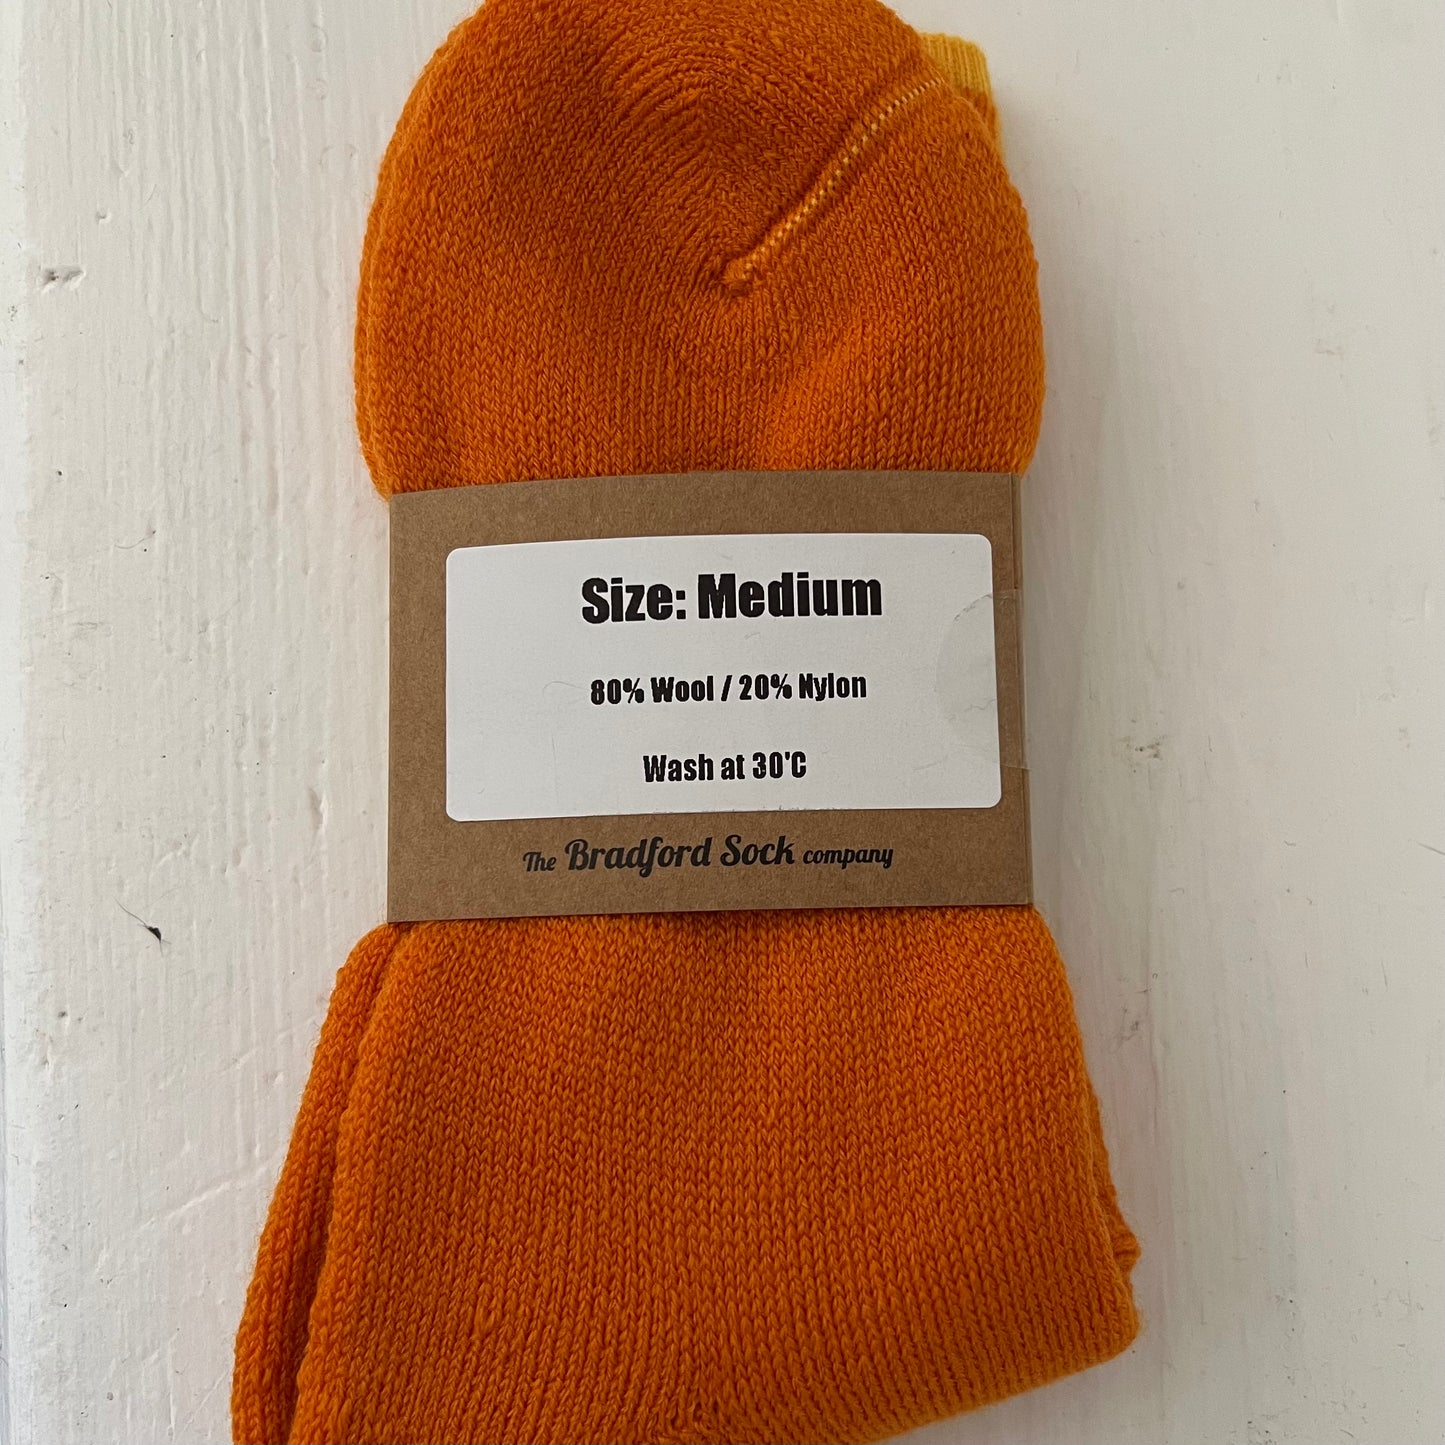 Size: Medium
80% Wool / 20% Nylon
Wash at 30'C
The Bradford Sock company